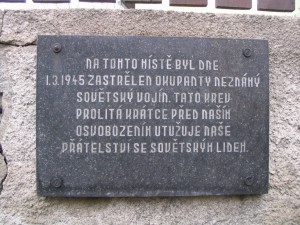 NA TOMTO MÍSTĚ BYL DNE
1.3.1945 ZASTŘELEN OKUPANTY NEZNÁMÝ
SOVĚTSKÝ VOJÍN. TATO KREV
PROLITÁ KRÁTCE PŘED NAŠÍM
OSVOBOZENÍM UTUŽUJE NAŠE
PŘÁTELSTVÍ SE SOVĚTSKÝM LIDEM.